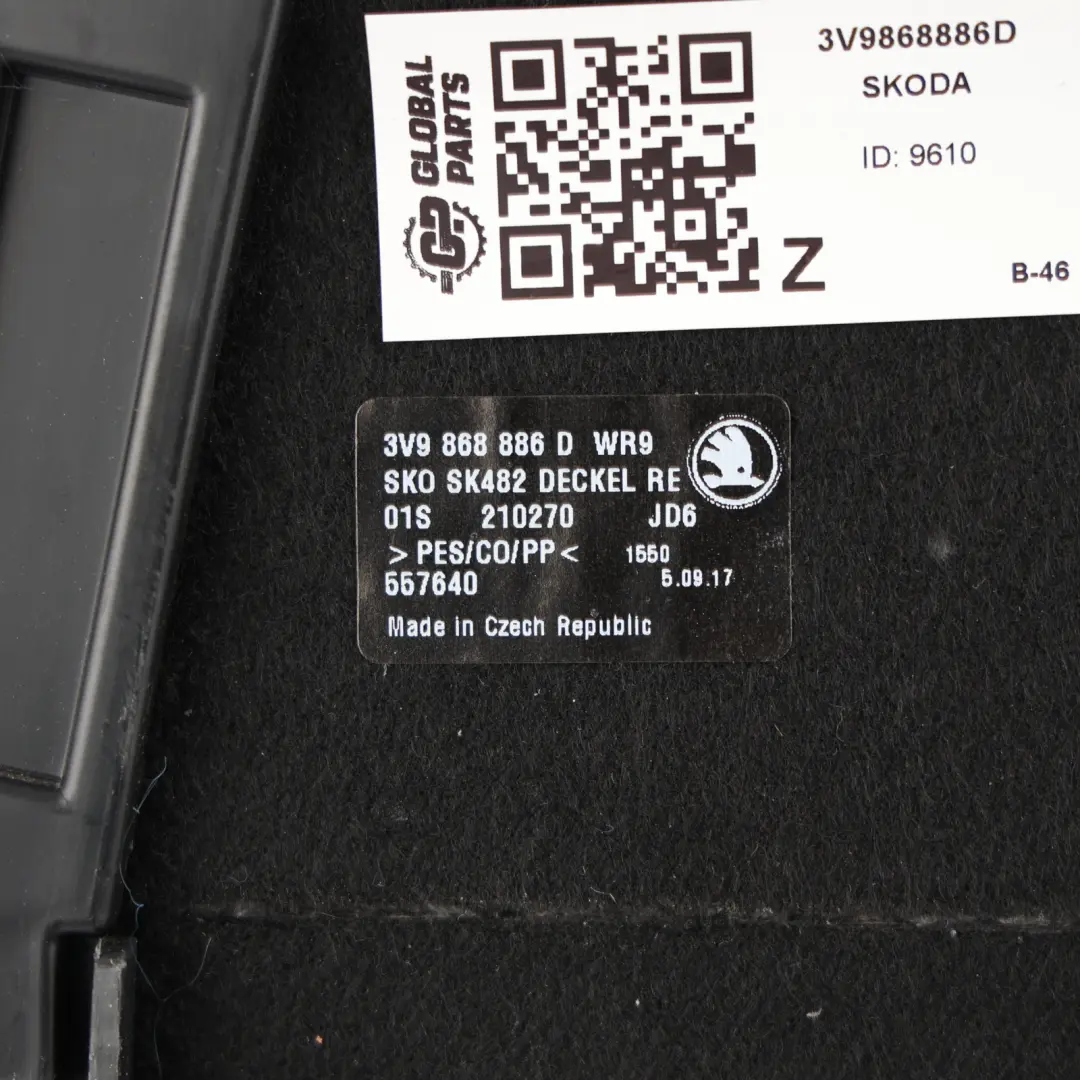 GLOBAL
PARTS
GP
3V9868886D
SKODA
ID: 9610
Z
B-46
3V9 868 886 D WR9
SKO SK482 DECKEL RE
01S 210270 JD6
>PES/CO/PP< 1550
557640 5.09.17
Made in Czech Republic